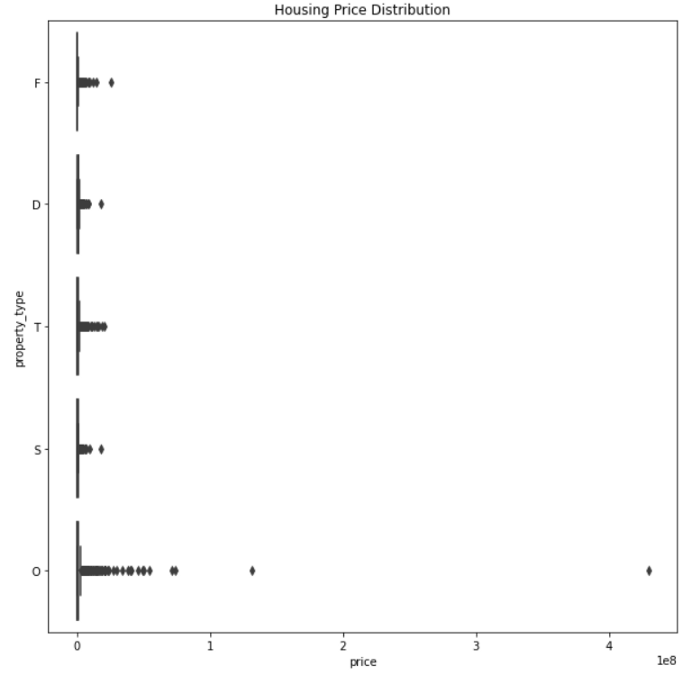 Housing Price Distribution
property_type
F
D
T
S
O
0 1 2 3 4
1e8
price